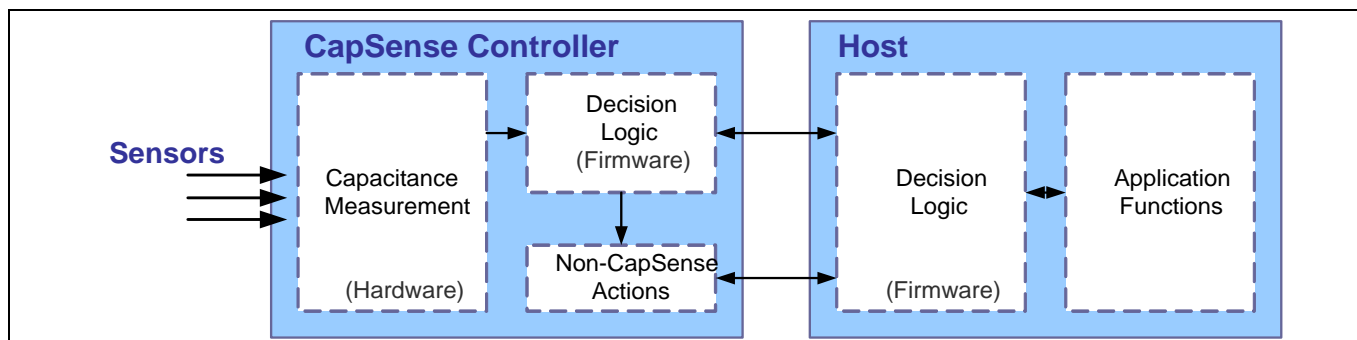 CapSense Controller
Host
Sensors
Capacitance
Measurement
(Hardware)
Decision
Logic
(Firmware)
Non-CapSense
Actions
Decision
Logic
(Firmware)
Application
Functions